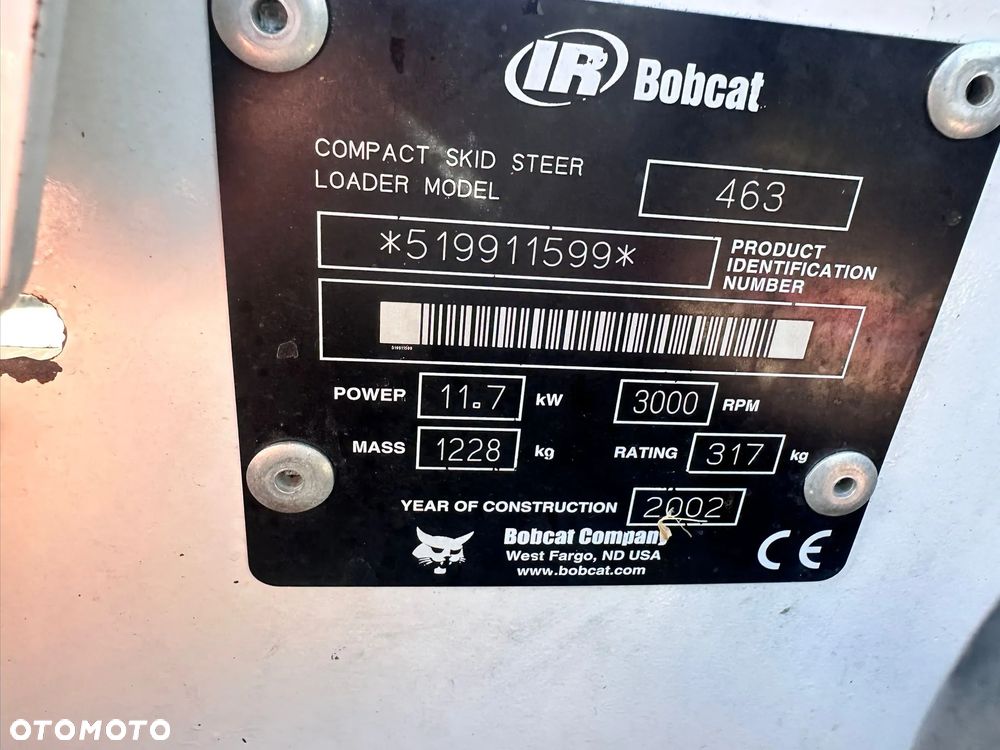 IR Bobcat
COMPACT SKID STEER
LOADER MODEL
463
*519911599*
PRODUCT
IDENTIFICATION
NUMBER
519911599
POWER 11.7 kW 3000 RPM
MASS 1228 kg RATING 317 kg
YEAR OF CONSTRUCTION 2002
Bobcat Company
West Fargo, ND USA
www.bobcat.com
CE
OTOMOTO